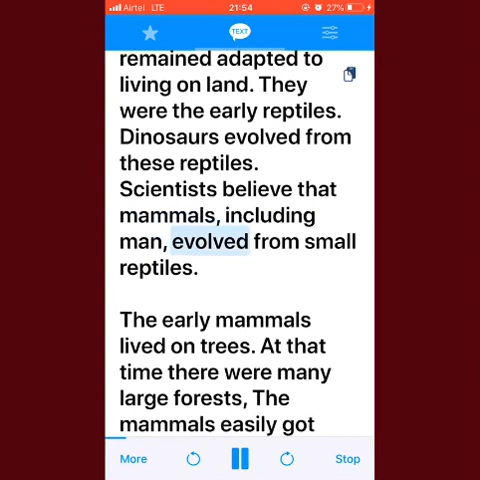 Airtel LTE 21:54 27%
TEXT
remained adapted to
living on land. They
were the early reptiles.
Dinosaurs evolved from
these reptiles.
Scientists believe that
mammals, including
man, evolved from small
reptiles.
The early mammals
lived on trees. At that
time there were many
large forests, The
mammals easily got
More Stop